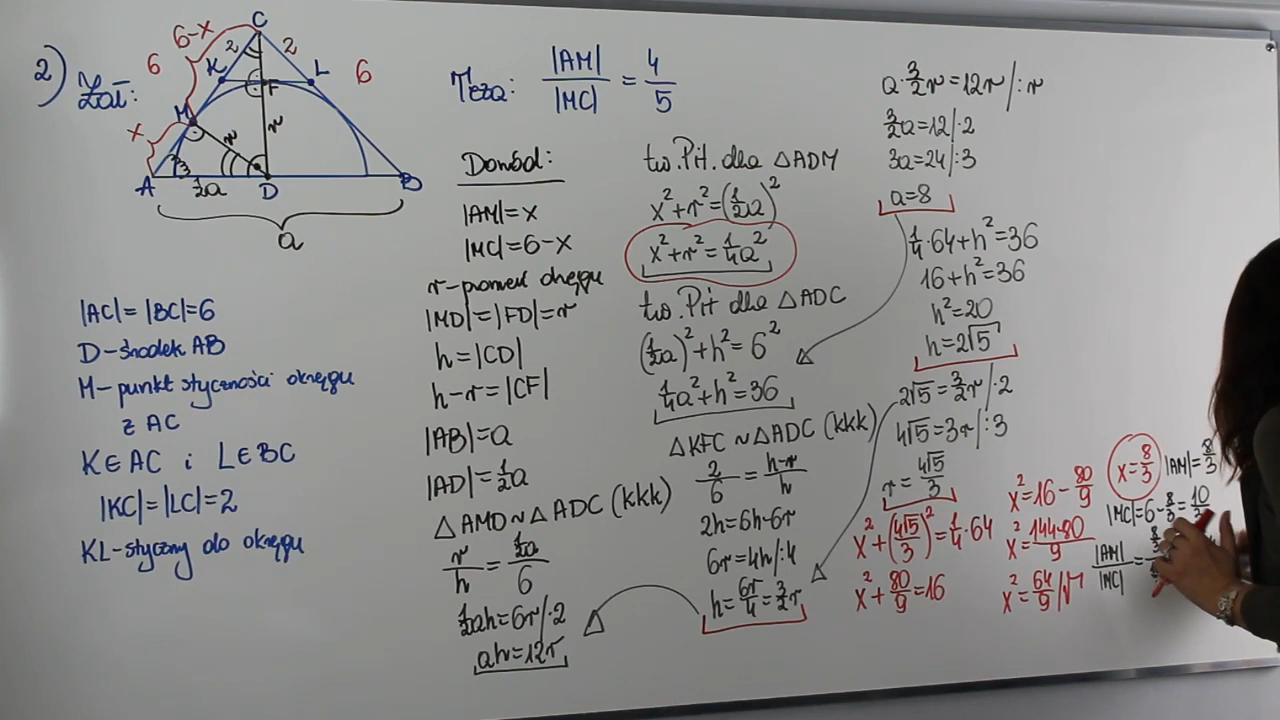 2) Zał:
6 6-x 2 2 6
C K L F M x r r A ½a D B
a
|AC|=|BC|=6
D-środek AB
M-punkt styczności okręgu
z AC
K∈AC i L∈BC
|KC|=|LC|=2
KL-styczny do okręgu
Teza: |AM|/|MC| = 4/5
Dowód:
|AM|=x
|MC|=6-x
r-promień okręgu
|MD|=|FD|=r
h=|CD|
h-r=|CF|
|AB|=a
|AD|=½a
△AMD~△ADC (kkk)
r/h = ½a/6
½ah=6r/·2
ah=12r
tw. Pit. dla △ADM
x²+r²=(½a)²
x²+r²=¼a²
tw. Pit dla △ADC
(½a)²+h²=6²
¼a²+h²=36
△KFC~△ADC (kkk)
2/6 = h-r/h
2h=6h-6r
6r=4h/:4
h=6r/4=3/2r
a·3/2r=12r/:r
3/2a=12/·2
3a=24/:3
a=8
¼·64+h²=36
16+h²=36
h²=20
h=2√5
2√5=3/2r/·2
4√5=3r/:3
r=4√5/3
x²+(4√5/3)²=¼·64
x²+80/9=16
x²=16-80/9
x²=144-80/9
x²=64/9/√
x=8/3
|AM|=8/3
|MC|=6-8/3=10/3
|AM|/|MC|=